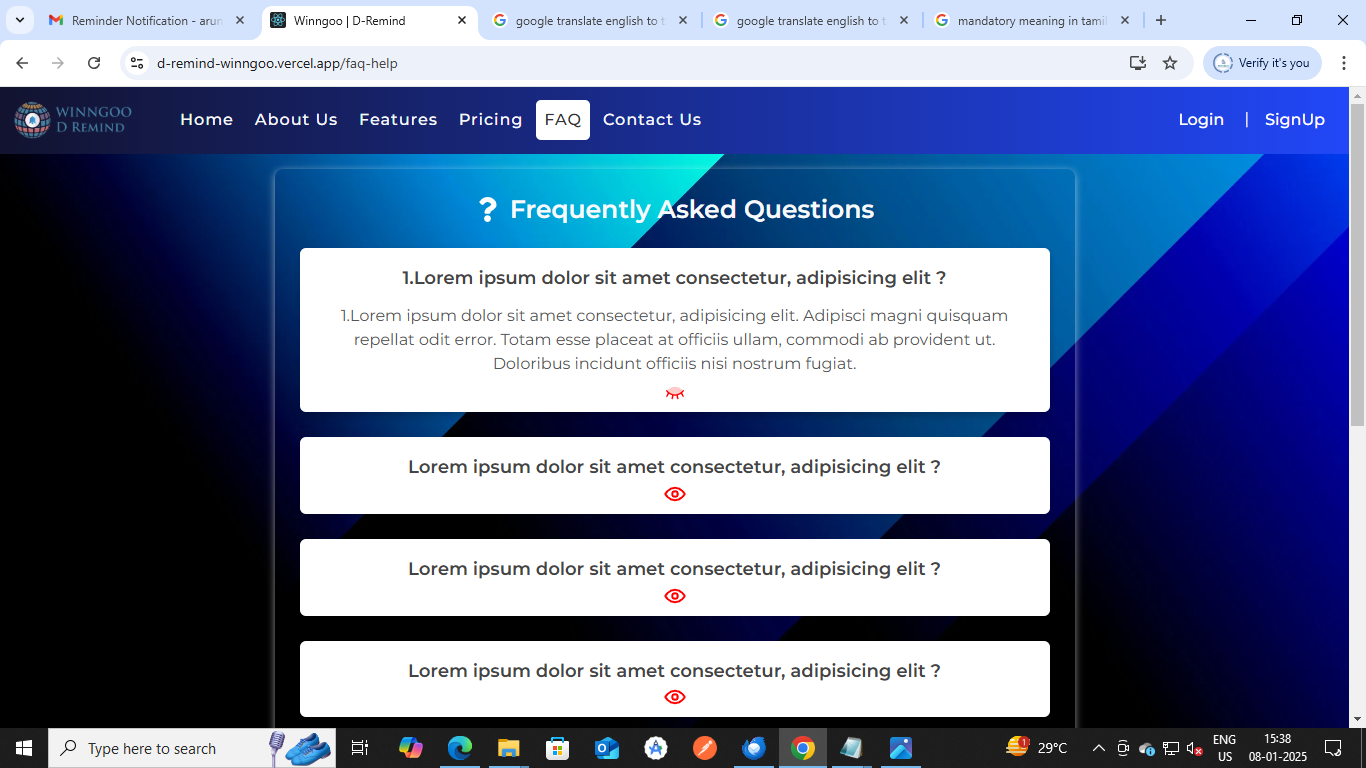 Reminder Notification - arun
Winngoo | D-Remind
google translate english to t
google translate english to t
mandatory meaning in tamil
d-remind-winngoo.vercel.app/faq-help
Verify it's you
WINNGOO
D REMIND
Home
About Us
Features
Pricing
FAQ
Contact Us
Login
|
SignUp
? Frequently Asked Questions
1.Lorem ipsum dolor sit amet consectetur, adipisicing elit ?
1.Lorem ipsum dolor sit amet consectetur, adipisicing elit. Adipisci magni quisquam
repellat odit error. Totam esse placeat at officiis ullam, commodi ab provident ut.
Doloribus incidunt officiis nisi nostrum fugiat.
Lorem ipsum dolor sit amet consectetur, adipisicing elit ?
Lorem ipsum dolor sit amet consectetur, adipisicing elit ?
Lorem ipsum dolor sit amet consectetur, adipisicing elit ?
Type here to search
1
29°C
ENG
US
15:38
08-01-2025